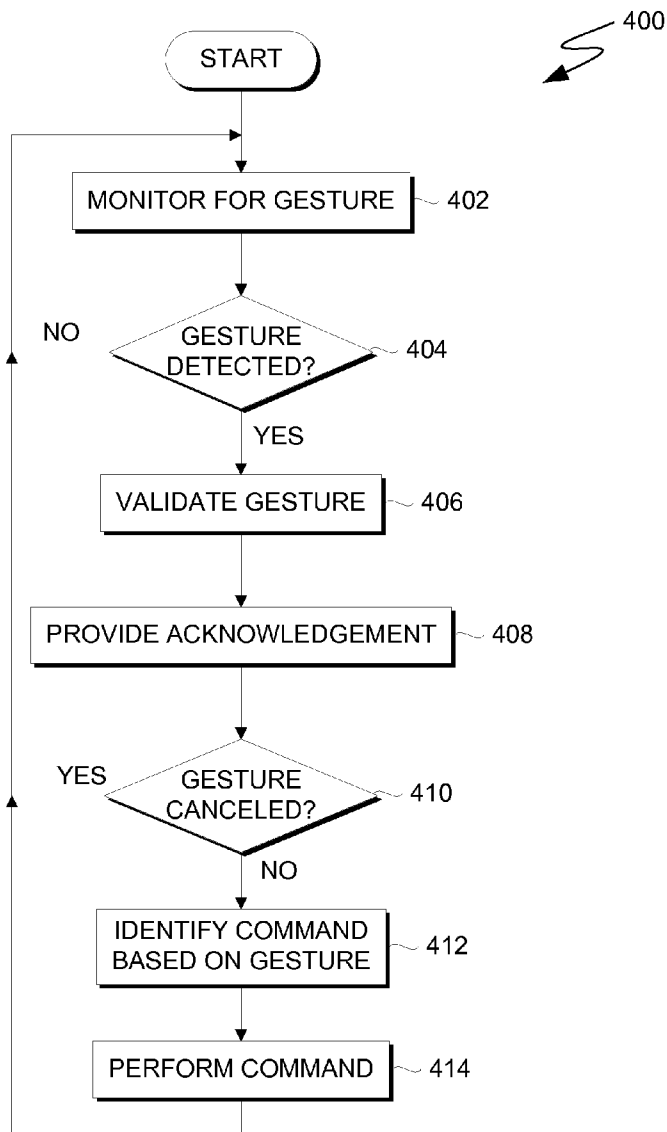 400
START
MONITOR FOR GESTURE
402
NO
GESTURE
DETECTED?
404
YES
VALIDATE GESTURE
406
PROVIDE ACKNOWLEDGEMENT
408
YES
GESTURE
CANCELED?
410
NO
IDENTIFY COMMAND
BASED ON GESTURE
412
PERFORM COMMAND
414